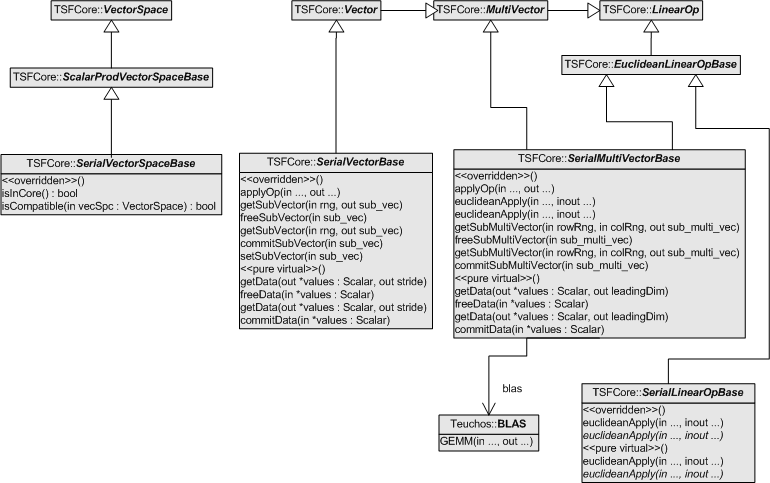 TSFCore::VectorSpace
TSFCore::ScalarProdVectorSpaceBase
TSFCore::SerialVectorSpaceBase
<<overridden>>()
isInCore() : bool
isCompatible(in vecSpc : VectorSpace) : bool
TSFCore::Vector
TSFCore::MultiVector
TSFCore::LinearOp
TSFCore::EuclideanLinearOpBase
TSFCore::SerialVectorBase
<<overridden>>()
applyOp(in ..., out ...)
getSubVector(in rng, out sub_vec)
freeSubVector(in sub_vec)
getSubVector(in rng, out sub_vec)
commitSubVector(in sub_vec)
setSubVector(in sub_vec)
<<pure virtual>>()
getData(out *values : Scalar, out stride)
freeData(in *values : Scalar)
getData(out *values : Scalar, out stride)
commitData(in *values : Scalar)
TSFCore::SerialMultiVectorBase
<<overridden>>()
applyOp(in ..., out ...)
euclideanApply(in ..., inout ...)
euclideanApply(in ..., inout ...)
getSubMultiVector(in rowRng, in colRng, out sub_multi_vec)
freeSubMultiVector(in sub_multi_vec)
getSubMultiVector(in rowRng, in colRng, out sub_multi_vec)
commitSubMultiVector(in sub_multi_vec)
<<pure virtual>>()
getData(out *values : Scalar, out leadingDim)
freeData(in *values : Scalar)
getData(out *values : Scalar, out leadingDim)
commitData(in *values : Scalar)
blas
Teuchos::BLAS
GEMM(in ..., out ...)
TSFCore::SerialLinearOpBase
<<overridden>>()
euclideanApply(in ..., inout ...)
euclideanApply(in ..., inout ...)
<<pure virtual>>()
euclideanApply(in ..., inout ...)
euclideanApply(in ..., inout ...)